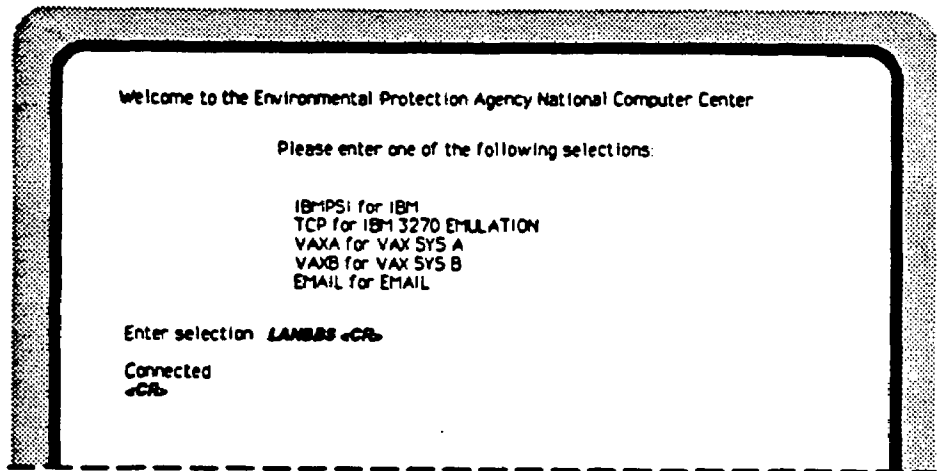 Welcome to the Environmental Protection Agency National Computer Center
Please enter one of the following selections:
IBMPSI for IBM
TCP for IBM 3270 EMULATION
VAXA for VAX SYS A
VAXB for VAX SYS B
EMAIL for EMAIL
Enter selection LANBBS <CR>
Connected
<CR>